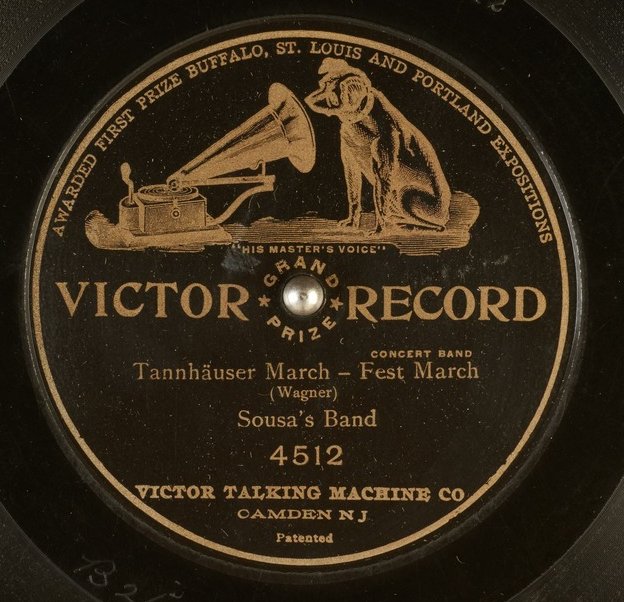 AWARDED FIRST PRIZE BUFFALO, ST. LOUIS AND PORTLAND EXPOSITIONS
"HIS MASTER'S VOICE"
GRAND
VICTOR RECORD
PRIZE
CONCERT BAND
Tannhäuser March – Fest March
(Wagner)
Sousa's Band
4512
VICTOR TALKING MACHINE CO
CAMDEN N J
Patented